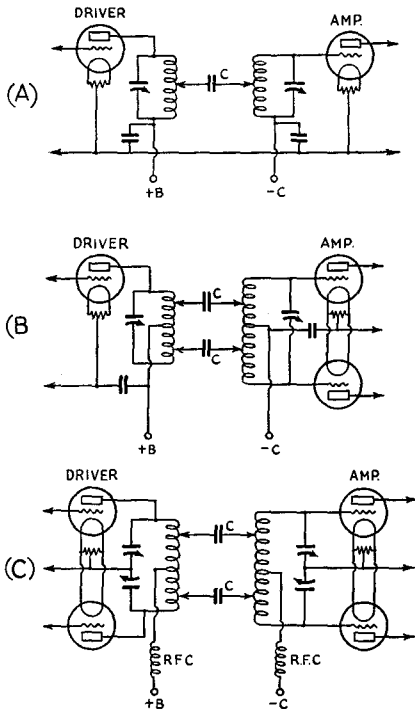 DRIVER AMP.
(A)
C
+B -C
DRIVER AMP.
(B)
C
C
+B -C
DRIVER AMP.
(C)
C
C
R.F.C R.F.C
+B -C